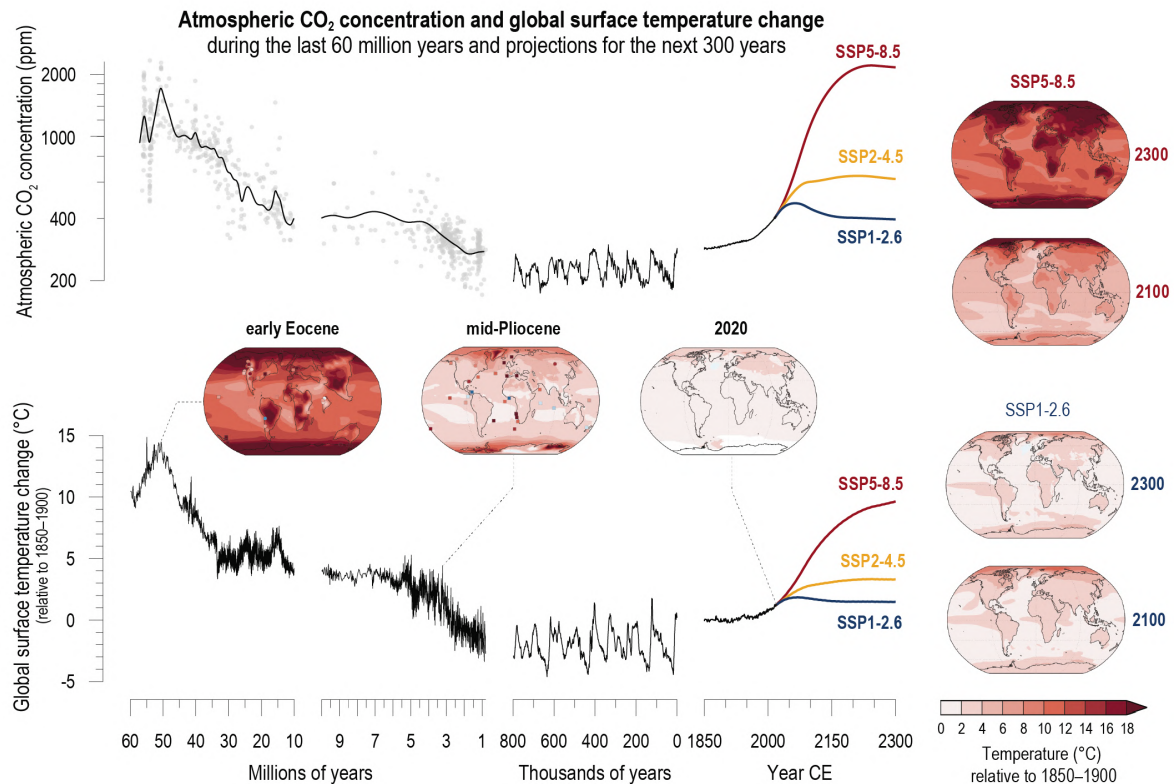 Atmospheric CO₂ concentration and global surface temperature change
during the last 60 million years and projections for the next 300 years
Atmospheric CO₂ concentration (ppm)
2000
1000
400
200
SSP5-8.5
SSP2-4.5
SSP1-2.6
SSP5-8.5
2300
2100
early Eocene
mid-Pliocene
2020
Global surface temperature change (°C)
(relative to 1850–1900)
15
10
5
0
-5
SSP5-8.5
SSP2-4.5
SSP1-2.6
SSP1-2.6
2300
2100
60 50 40 30 20 10
9 7 5 3 1
800 600 400 200 0
1850 2000 2150 2300
Millions of years
Thousands of years
Year CE
0 2 4 6 8 10 12 14 16 18
Temperature (°C)
relative to 1850–1900